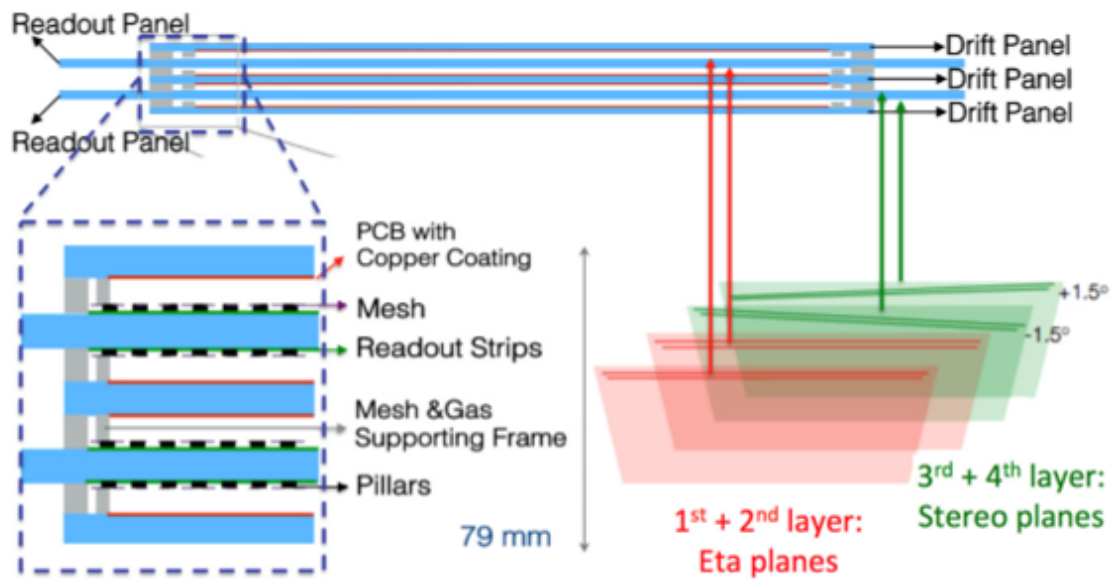 Readout Panel
Drift Panel
Drift Panel
Drift Panel
Readout Panel
PCB with
Copper Coating
Mesh
Readout Strips
Mesh &Gas
Supporting Frame
Pillars
79 mm
+1.5°
-1.5°
1st + 2nd layer:
Eta planes
3rd + 4th layer:
Stereo planes